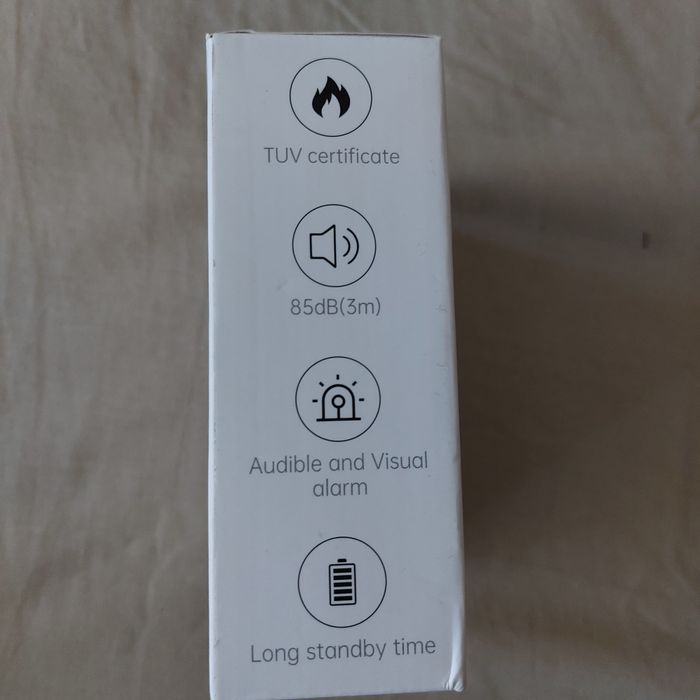 TUV certificate
85dB(3m)
Audible and Visual
alarm
Long standby time